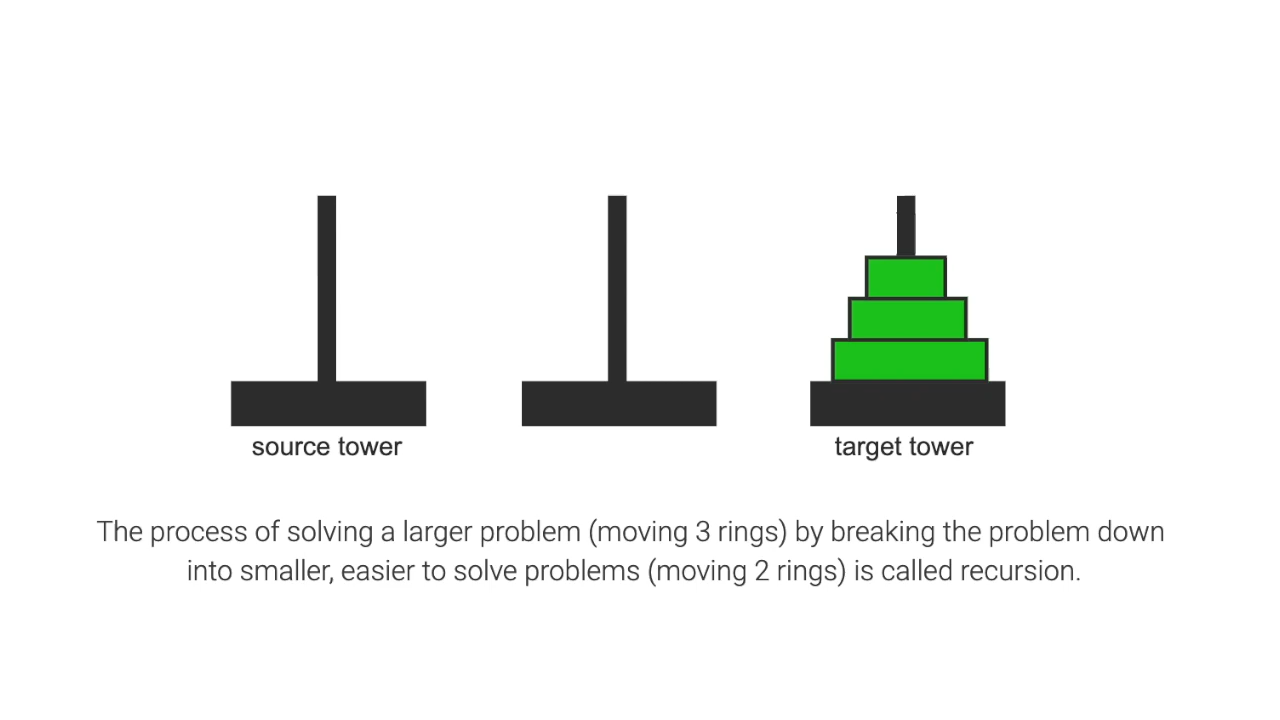 source tower
target tower
The process of solving a larger problem (moving 3 rings) by breaking the problem down
into smaller, easier to solve problems (moving 2 rings) is called recursion.